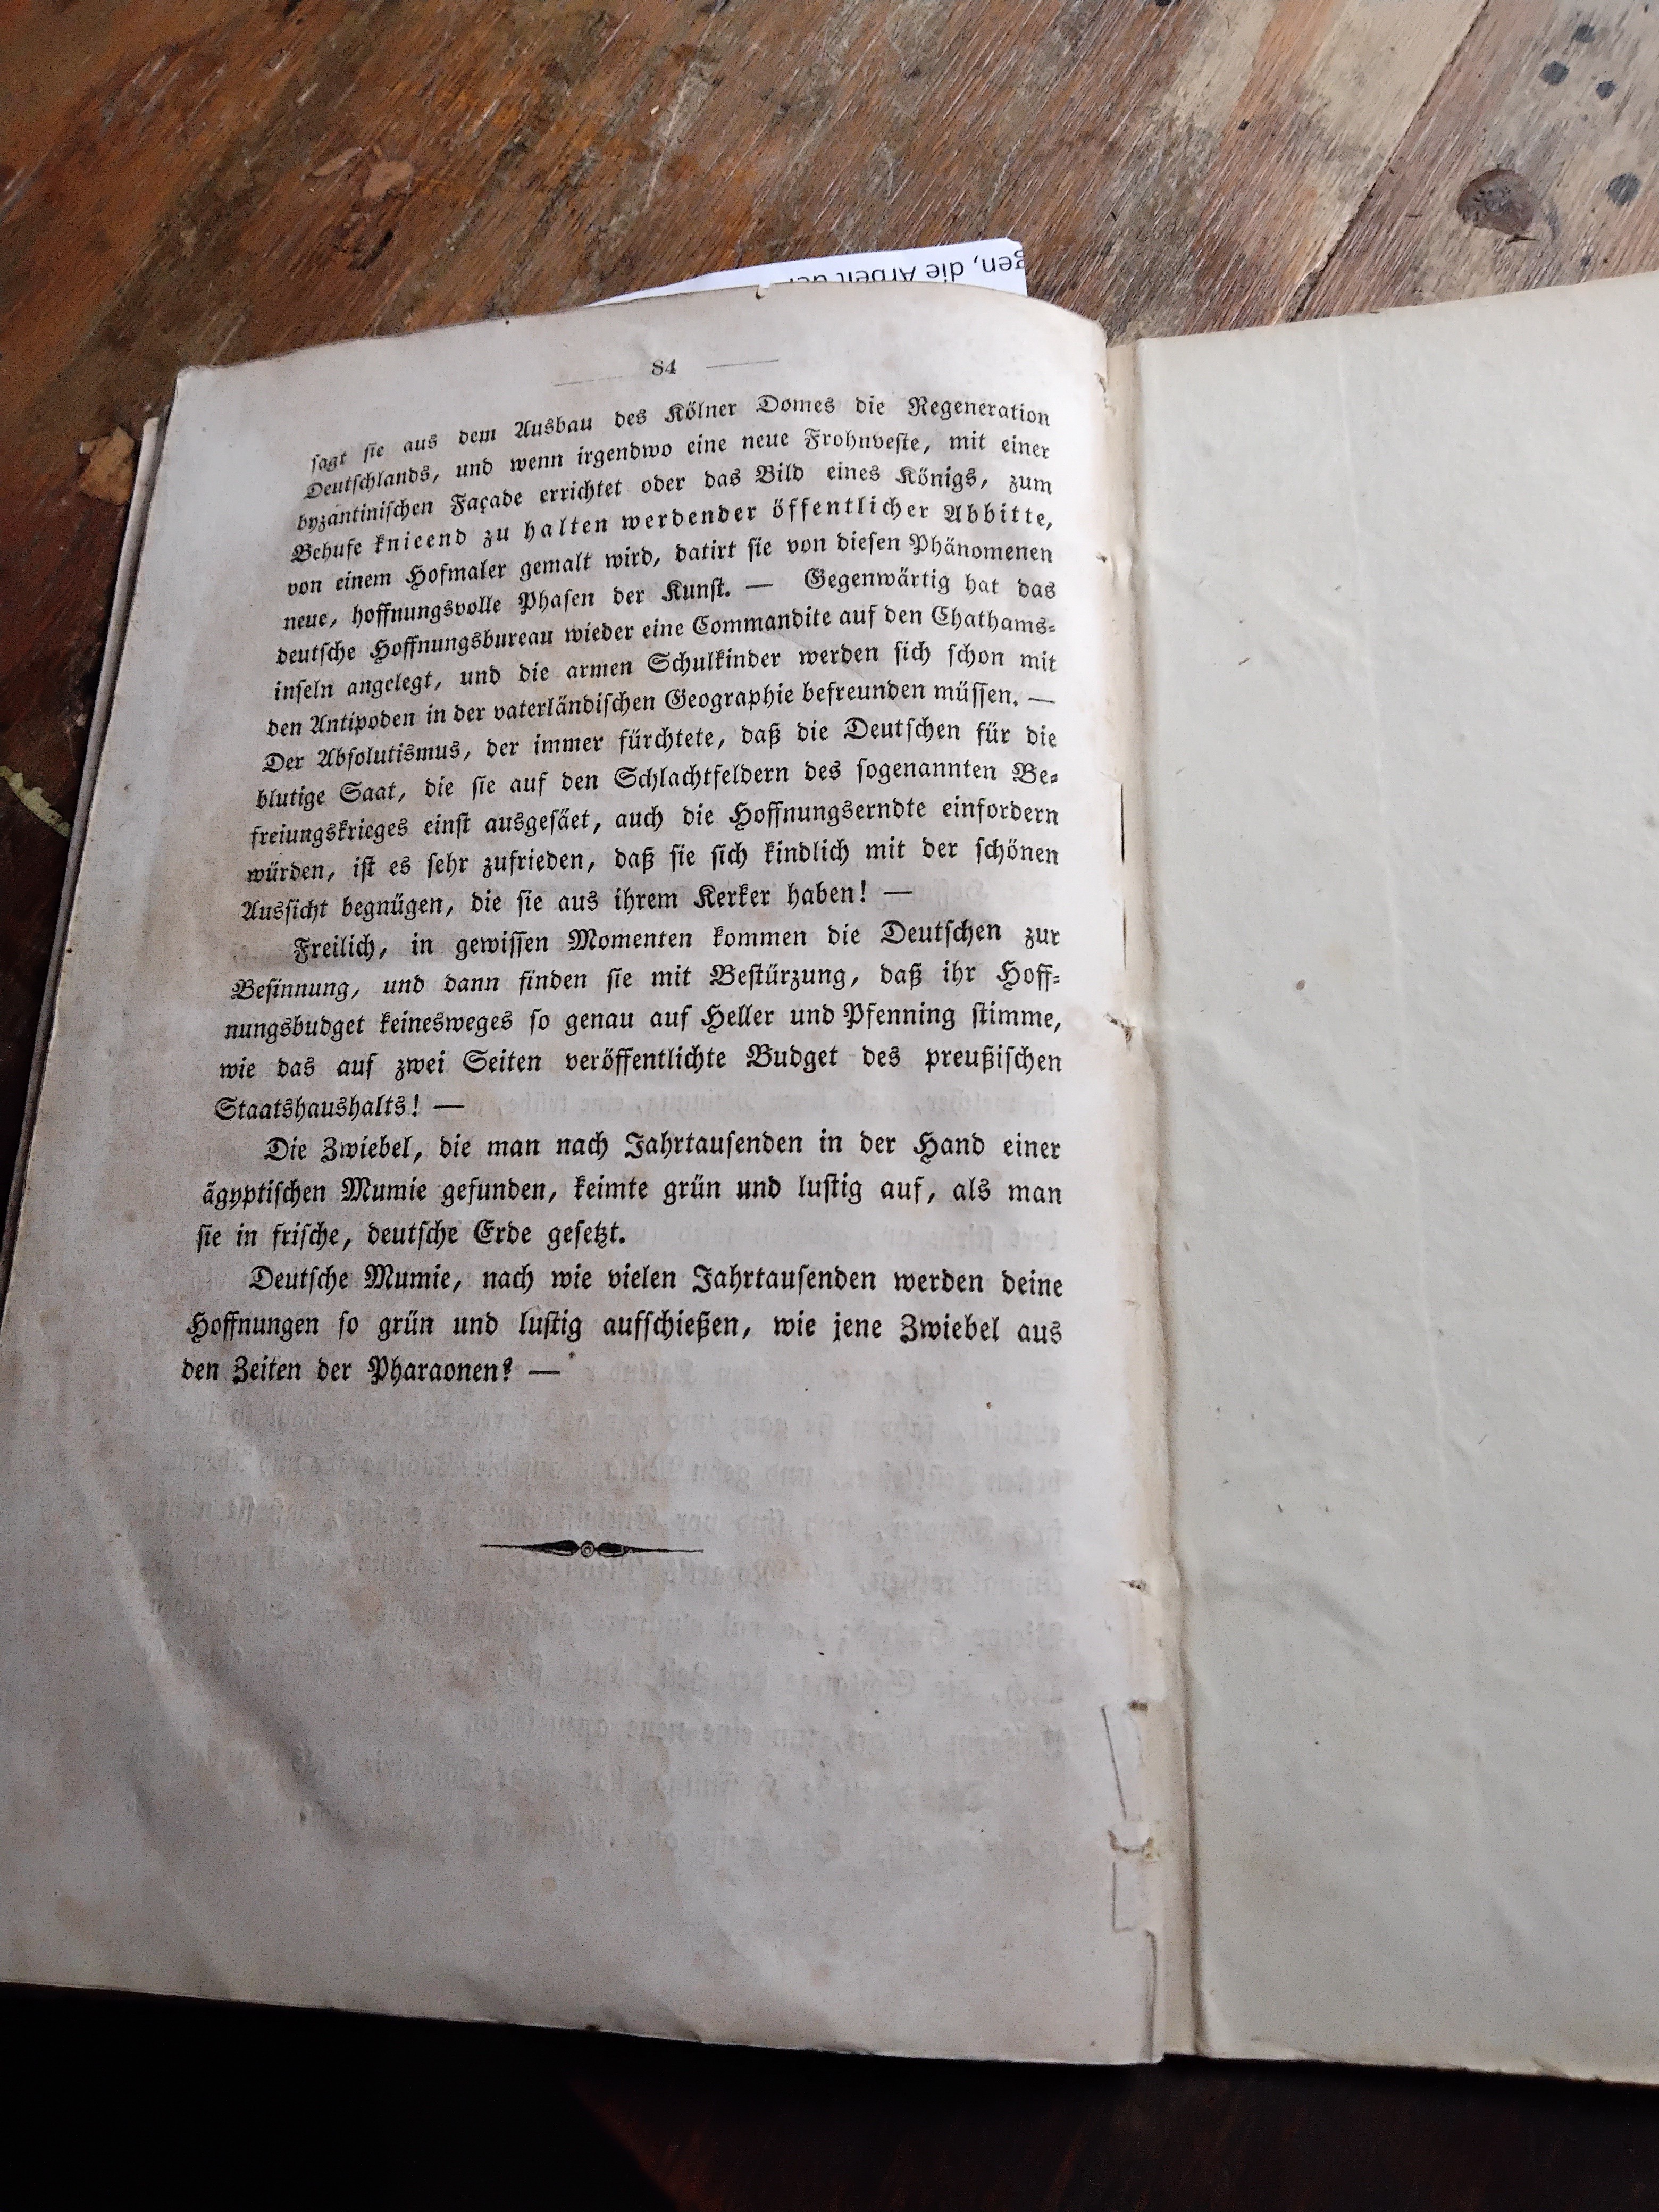 gen, die Arbeit
— 84 —
sagt sie aus dem Ausbau des Kölner Domes die Regeneration
Deutschlands, und wenn irgendwo eine neue Frohnveste, mit einer
byzantinischen Façade errichtet oder das Bild eines Königs, zum
Behufe knieend zu halten werdender öffentlicher Abbitte,
von einem Hofmaler gemalt wird, datirt sie von diesen Phänomenen
neue, hoffnungsvolle Phasen der Kunst. — Gegenwärtig hat das
deutsche Hoffnungsbureau wieder eine Commandite auf den Chathams-
inseln angelegt, und die armen Schulkinder werden sich schon mit
den Antipoden in der vaterländischen Geographie befreunden müssen. —
Der Absolutismus, der immer fürchtete, daß die Deutschen für die
blutige Saat, die sie auf den Schlachtfeldern des sogenannten Be-
freiungskrieges einst ausgesäet, auch die Hoffnungserndte einfordern
würden, ist es sehr zufrieden, daß sie sich kindlich mit der schönen
Aussicht begnügen, die sie aus ihrem Kerker haben! —
Freilich, in gewissen Momenten kommen die Deutschen zur
Besinnung, und dann finden sie mit Bestürzung, daß ihr Hoff-
nungsbudget keinesweges so genau auf Heller und Pfenning stimme,
wie das auf zwei Seiten veröffentlichte Budget des preußischen
Staatshaushalts! —
Die Zwiebel, die man nach Jahrtausenden in der Hand einer
ägyptischen Mumie gefunden, keimte grün und lustig auf, als man
sie in frische, deutsche Erde gesetzt.
Deutsche Mumie, nach wie vielen Jahrtausenden werden deine
Hoffnungen so grün und lustig aufschießen, wie jene Zwiebel aus
den Zeiten der Pharaonen? —